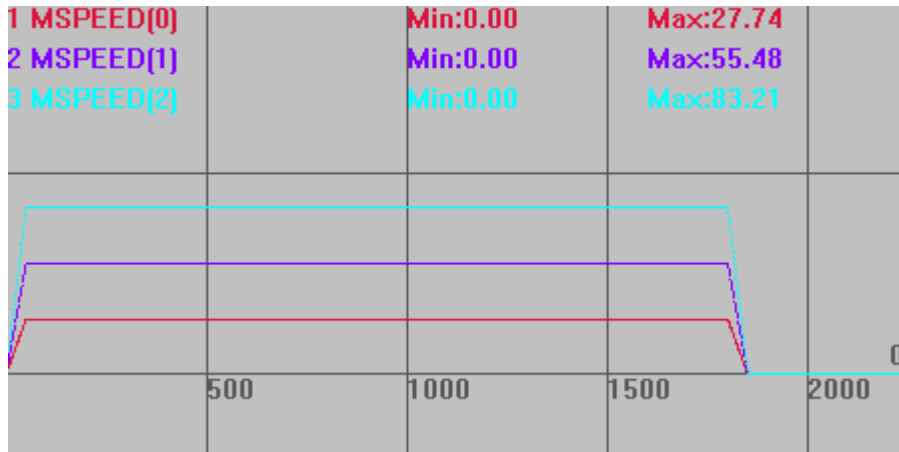 1 MSPEED(0) Min:0.00 Max:27.74
2 MSPEED(1) Min:0.00 Max:55.48
3 MSPEED(2) Min:0.00 Max:83.21
0
500 1000 1500 2000